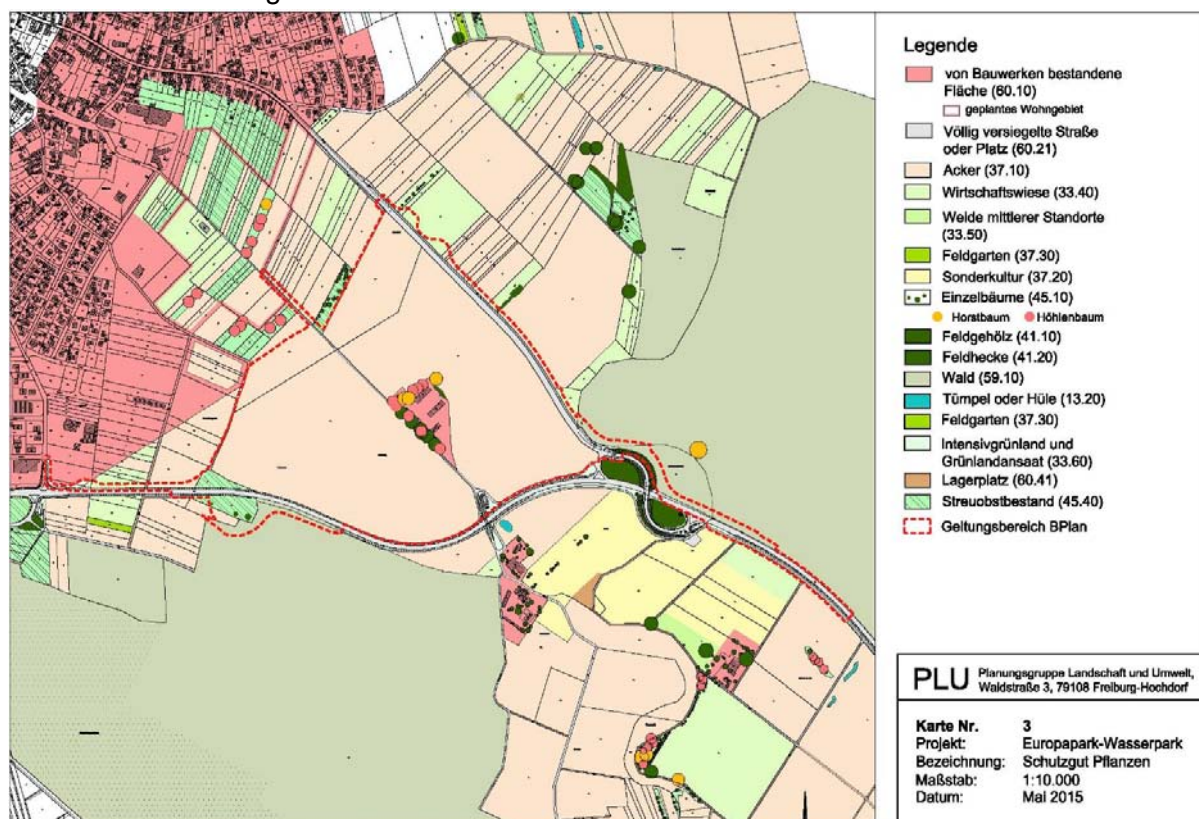 Legende
von Bauwerken bestandene
Fläche (60.10)
geplantes Wohngebiet
Völlig versiegelte Straße
oder Platz (60.21)
Acker (37.10)
Wirtschaftswiese (33.40)
Weide mittlerer Standorte
(33.50)
Feldgarten (37.30)
Sonderkultur (37.20)
Einzelbäume (45.10)
Horstbaum Höhlenbaum
Feldgehölz (41.10)
Feldhecke (41.20)
Wald (59.10)
Tümpel oder Hüle (13.20)
Feldgarten (37.30)
Intensivgrünland und
Grünlandansaat (33.60)
Lagerplatz (60.41)
Streuobstbestand (45.40)
Geltungsbereich BPlan
PLU Planungsgruppe Landschaft und Umwelt,
Waldstraße 3, 79108 Freiburg-Hochdorf
Karte Nr. 3
Projekt: Europapark-Wasserpark
Bezeichnung: Schutzgut Pflanzen
Maßstab: 1:10.000
Datum: Mai 2015